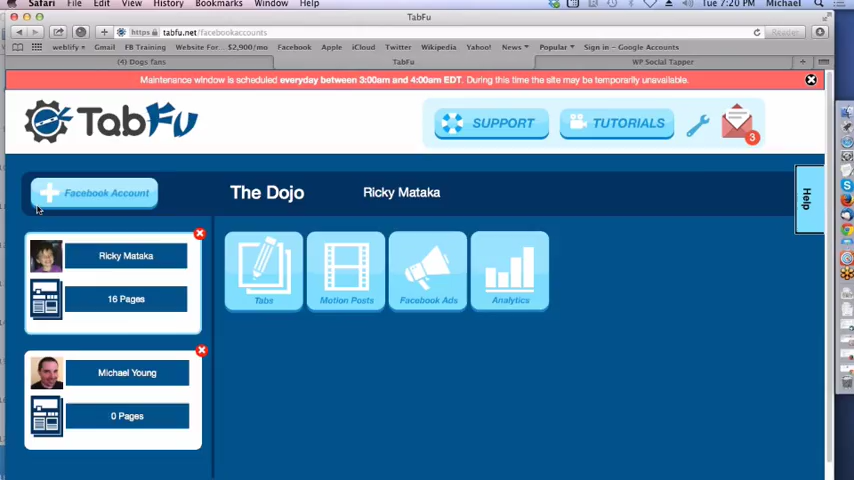 Safari File Edit View History Bookmarks Window Help
Tue 7:20 PM Michael
TabFu
https tabfu.net/facebookaccounts
Reader
weblify Gmail FB Training Website For...$2,900/mo Facebook Apple iCloud Twitter Wikipedia Yahoo! News Popular Sign in – Google Accounts
(4) Dogs fans
TabFu
WP Social Tapper
Maintenance window is scheduled everyday between 3:00am and 4:00am EDT. During this time the site may be temporarily unavailable.
TabFu
SUPPORT
TUTORIALS
3
Facebook Account
The Dojo
Ricky Mataka
Help
Ricky Mataka
16 Pages
Tabs
Motion Posts
Facebook Ads
Analytics
Michael Young
0 Pages